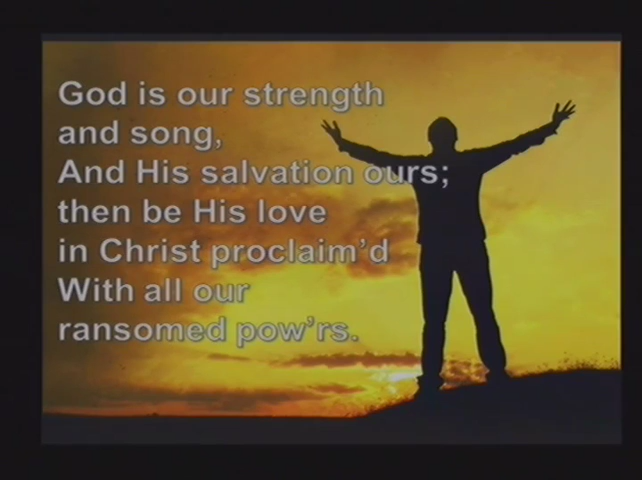 God is our strength
and song,
And His salvation ours;
then be His love
in Christ proclaim'd
With all our
ransomed pow'rs.